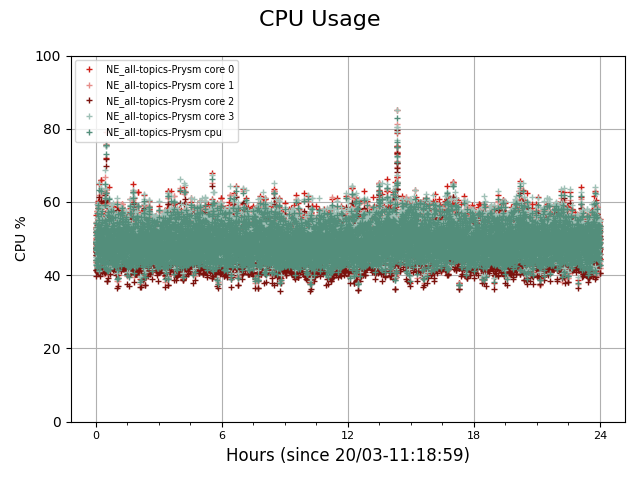 CPU Usage
100
80
60
40
20
0
CPU %
NE_all-topics-Prysm core 0
NE_all-topics-Prysm core 1
NE_all-topics-Prysm core 2
NE_all-topics-Prysm core 3
NE_all-topics-Prysm cpu
0 6 12 18 24
Hours (since 20/03-11:18:59)